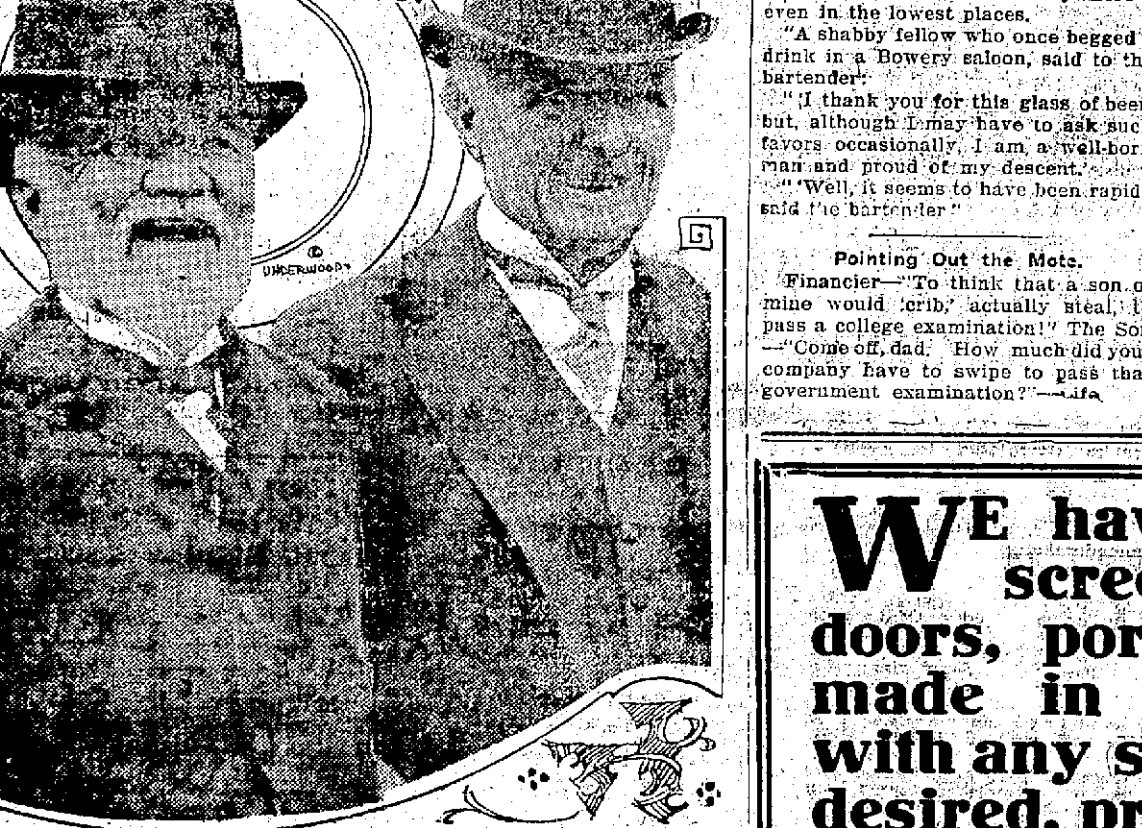 © UNDERWOOD
even in the lowest places.
"A shabby fellow who once begged
drink in a Bowery saloon, said to th
bartender:
"'I thank you for this glass of beer
but, although I may have to ask suc
favors occasionally, I am a well-bor
man and proud of my descent.'
"'Well, it seems to have been rapid
said the bartender."
Pointing Out the Mote.
Financier—"To think that a son o
mine would 'crib,' actually steal,
pass a college examination!" The So
—"Come off, dad. How much did you
company have to swipe to pass tha
government examination?"—Life
WE hav
scree
doors, por
made in
with any s
desired, pr